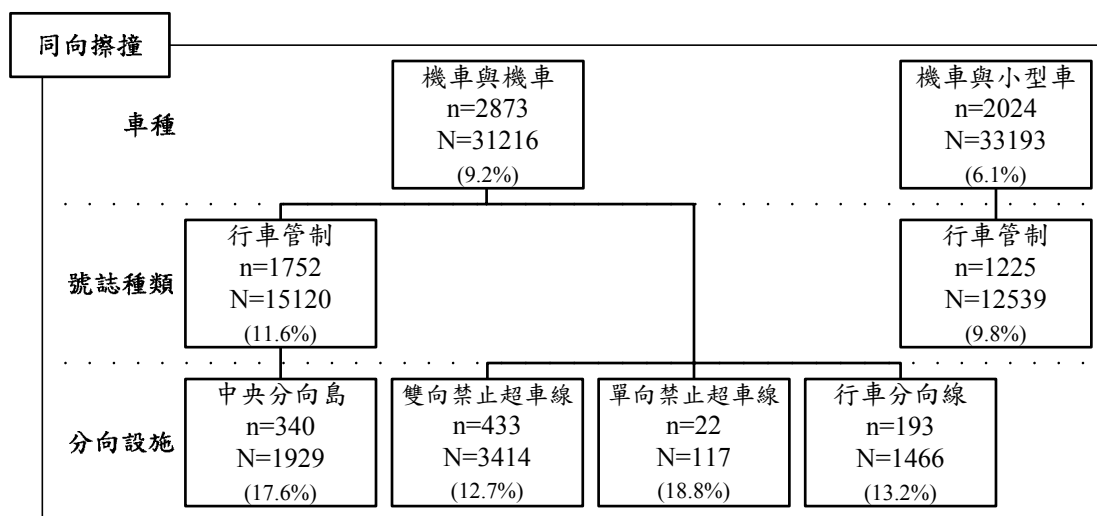 同向擦撞
車種
機車與機車
n=2873
N=31216
(9.2%)
機車與小型車
n=2024
N=33193
(6.1%)
號誌種類
行車管制
n=1752
N=15120
(11.6%)
行車管制
n=1225
N=12539
(9.8%)
分向設施
中央分向島
n=340
N=1929
(17.6%)
雙向禁止超車線
n=433
N=3414
(12.7%)
單向禁止超車線
n=22
N=117
(18.8%)
行車分向線
n=193
N=1466
(13.2%)